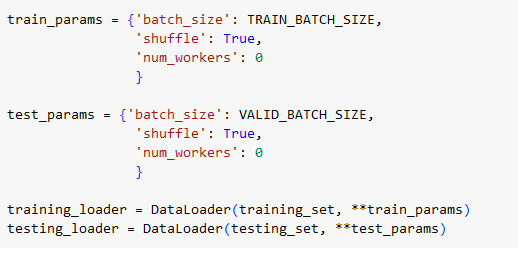 train_params = {'batch_size': TRAIN_BATCH_SIZE,
                'shuffle': True,
                'num_workers': 0
                }

test_params = {'batch_size': VALID_BATCH_SIZE,
                'shuffle': True,
                'num_workers': 0
                }

training_loader = DataLoader(training_set, **train_params)
testing_loader = DataLoader(testing_set, **test_params)